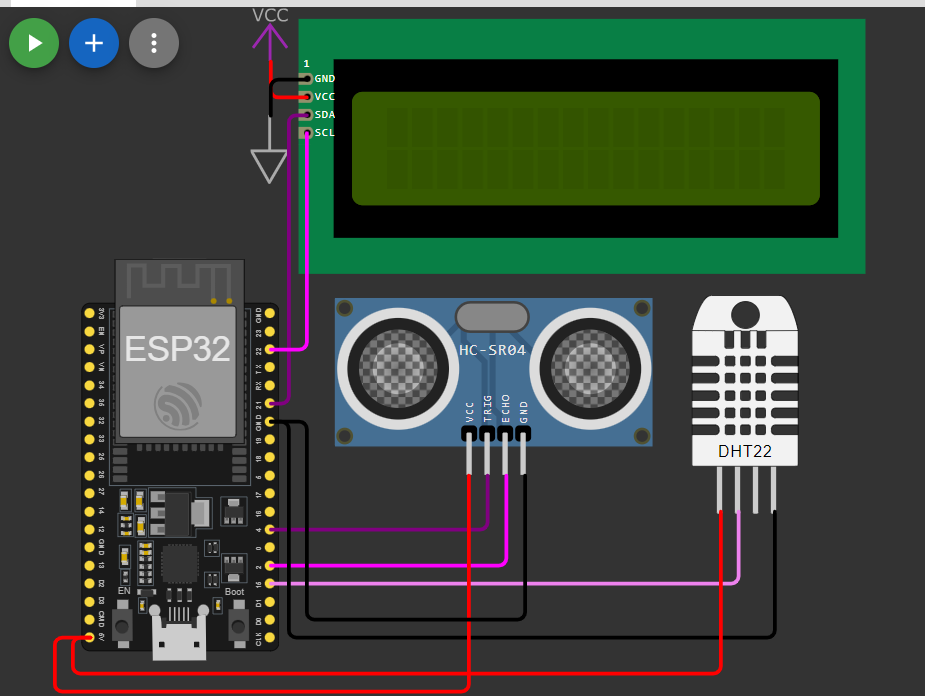 VCC
1
GND
VCC
SDA
SCL
ESP32
3V3
EN
VP
VN
34
35
32
33
25
26
27
14
12
GND
13
D2
D3
CMD
5V
GND
23
22
TX
RX
21
GND
19
18
5
17
16
4
0
2
15
D1
D0
CLK
EN
Boot
HC-SR04
VCC
TRIG
ECHO
GND
DHT22